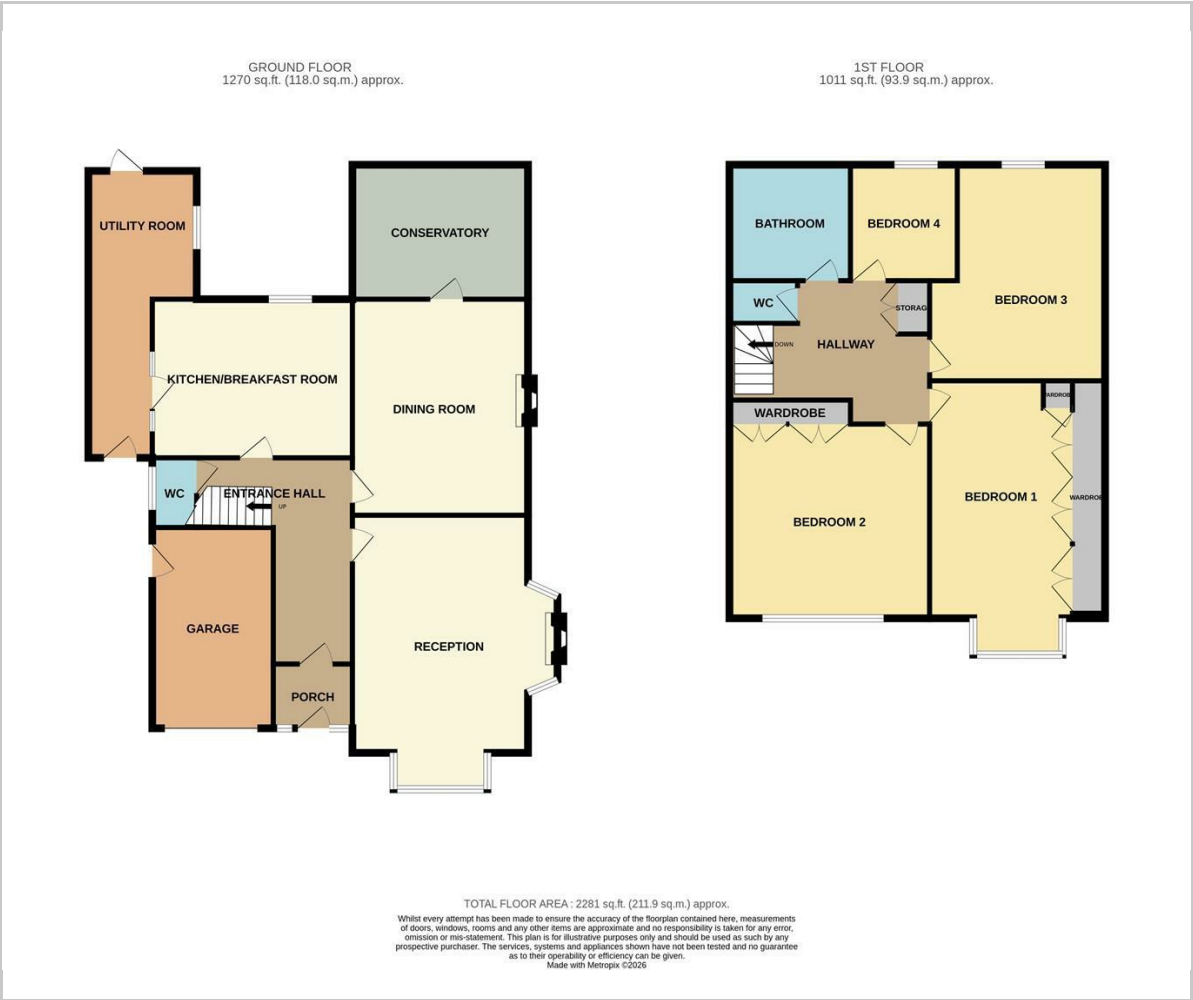 GROUND FLOOR
1270 sq.ft. (118.0 sq.m.) approx.
UTILITY ROOM
CONSERVATORY
KITCHEN/BREAKFAST ROOM
DINING ROOM
WC
ENTRANCE HALL
UP
GARAGE
RECEPTION
PORCH
1ST FLOOR
1011 sq.ft. (93.9 sq.m.) approx.
BATHROOM
BEDROOM 4
BEDROOM 3
WC
STORAG
DOWN
HALLWAY
WARDROBE
ARDROBE
BEDROOM 1
WARDROB
BEDROOM 2
TOTAL FLOOR AREA : 2281 sq.ft. (211.9 sq.m.) approx.
Whilst every attempt has been made to ensure the accuracy of the floorplan contained here, measurements
of doors, windows, rooms and any other items are approximate and no responsibility is taken for any error,
omission or mis-statement. This plan is for illustrative purposes only and should be used as such by any
prospective purchaser. The services, systems and appliances shown have not been tested and no guarantee
as to their operability or efficiency can be given.
Made with Metropix ©2026